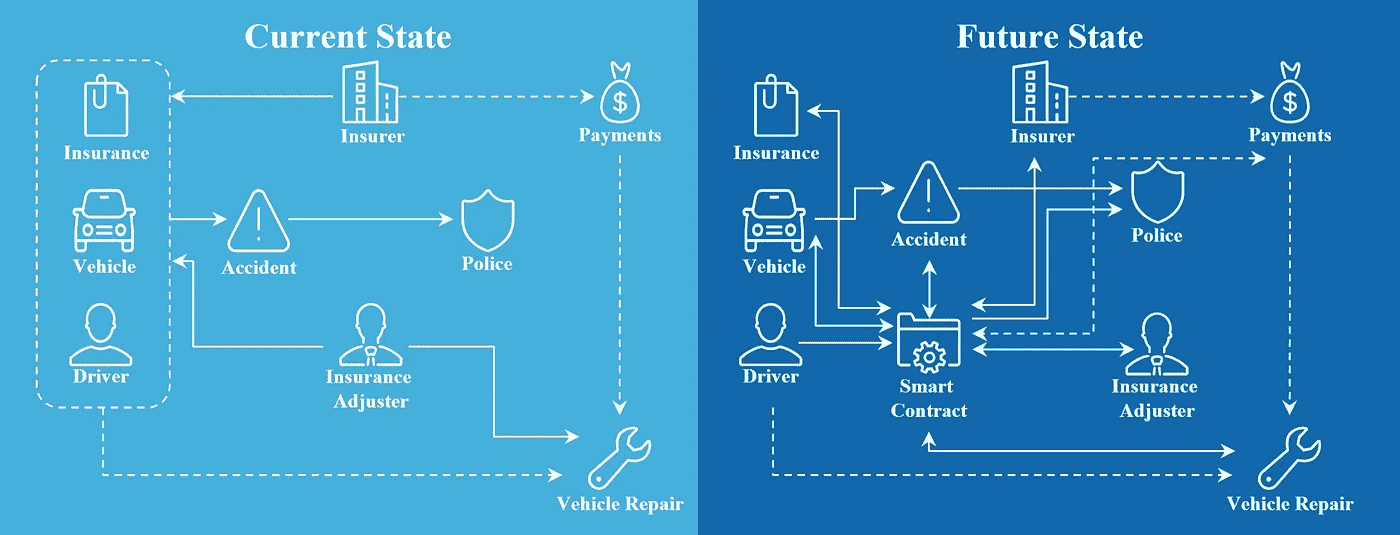 Current State
Insurer
Payments
Insurance
Vehicle
Accident
Police
Driver
Insurance
Adjuster
Vehicle Repair
Future State
Insurer
Payments
Insurance
Accident
Police
Vehicle
Driver
Smart
Contract
Insurance
Adjuster
Vehicle Repair